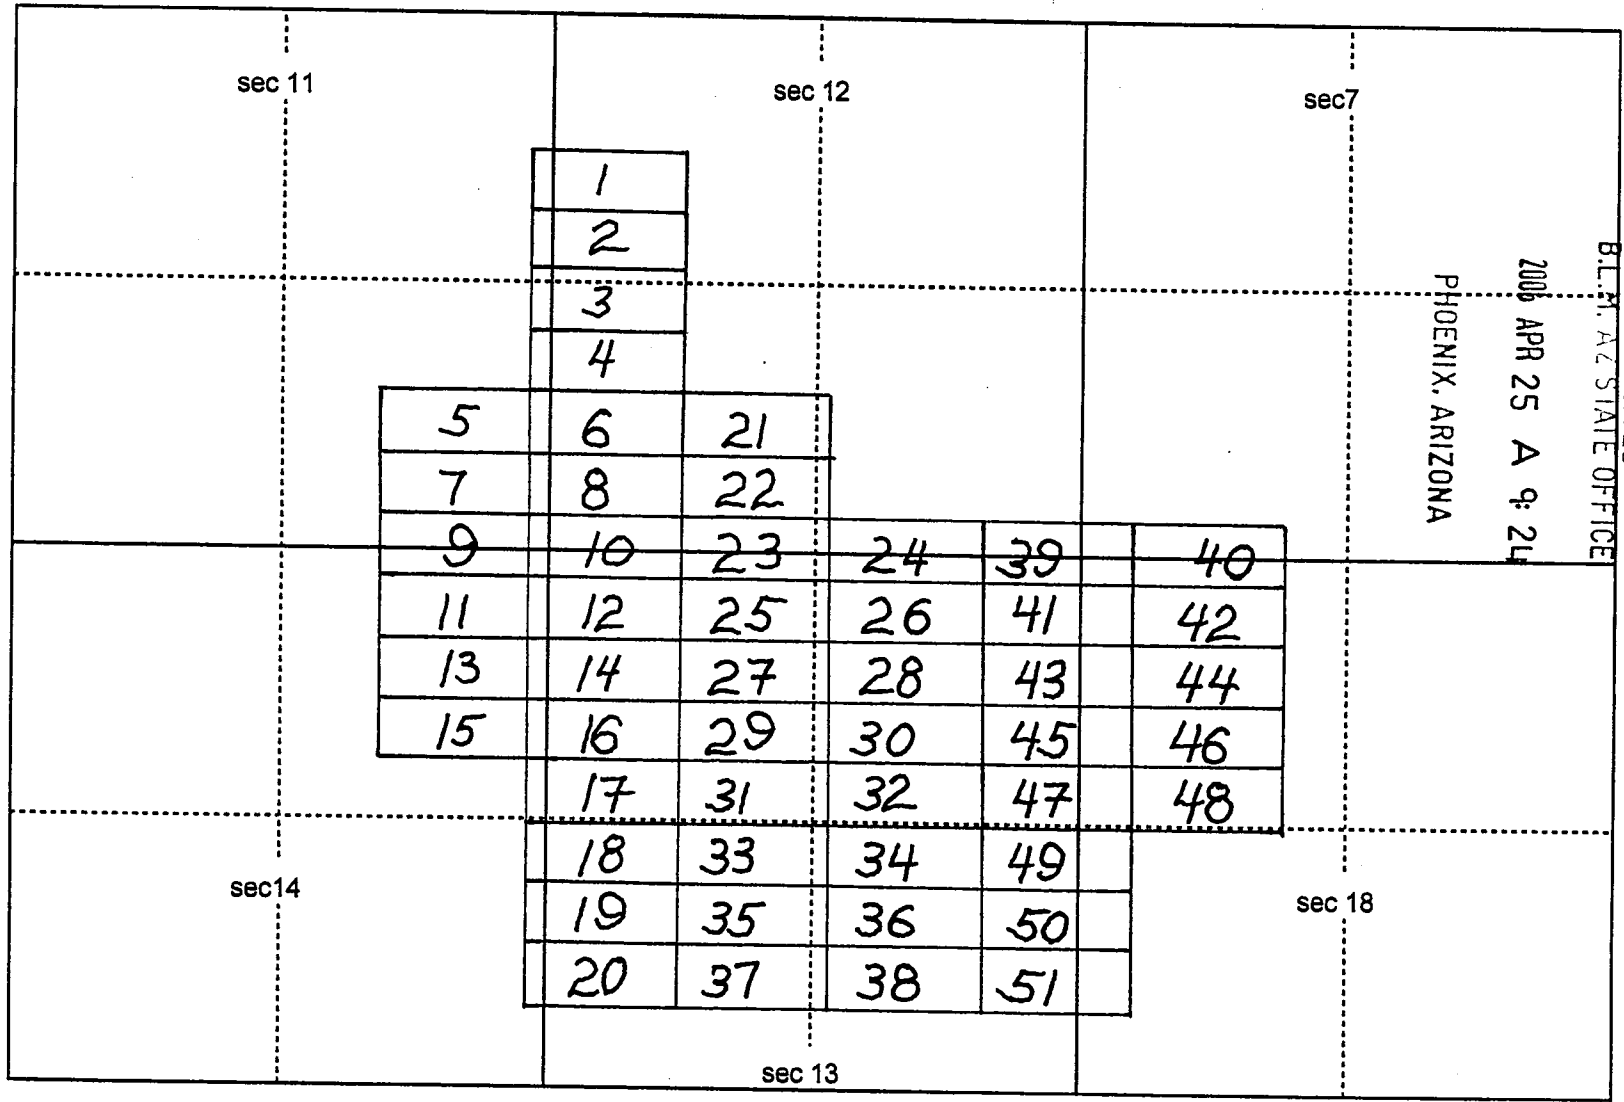 sec 11 sec 12 sec7
1
2
3
4
5 6 21
7 8 22
9 10 23 24 39 40
11 12 25 26 41 42
13 14 27 28 43 44
15 16 29 30 45 46
17 31 32 47 48
18 33 34 49
19 35 36 50
20 37 38 51
sec14 sec 18
sec 13
B.L.M. AZ STATE OFFICE
2006 APR 25 A 9: 24
PHOENIX, ARIZONA